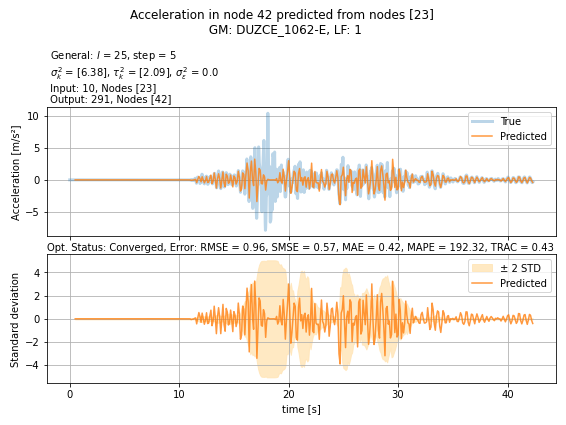 Acceleration in node 42 predicted from nodes [23]
GM: DUZCE_1062-E, LF: 1
General: l = 25, step = 5
σ²ₖ = [6.38], τ²ₖ = [2.09], σ²ε = 0.0
Input: 10, Nodes [23]
Output: 291, Nodes [42]
10
5
0
−5
Acceleration [m/s²]
True
Predicted
Opt. Status: Converged, Error: RMSE = 0.96, SMSE = 0.57, MAE = 0.42, MAPE = 192.32, TRAC = 0.43
4
2
0
−2
−4
Standard deviation
± 2 STD
Predicted
0 10 20 30 40
time [s]